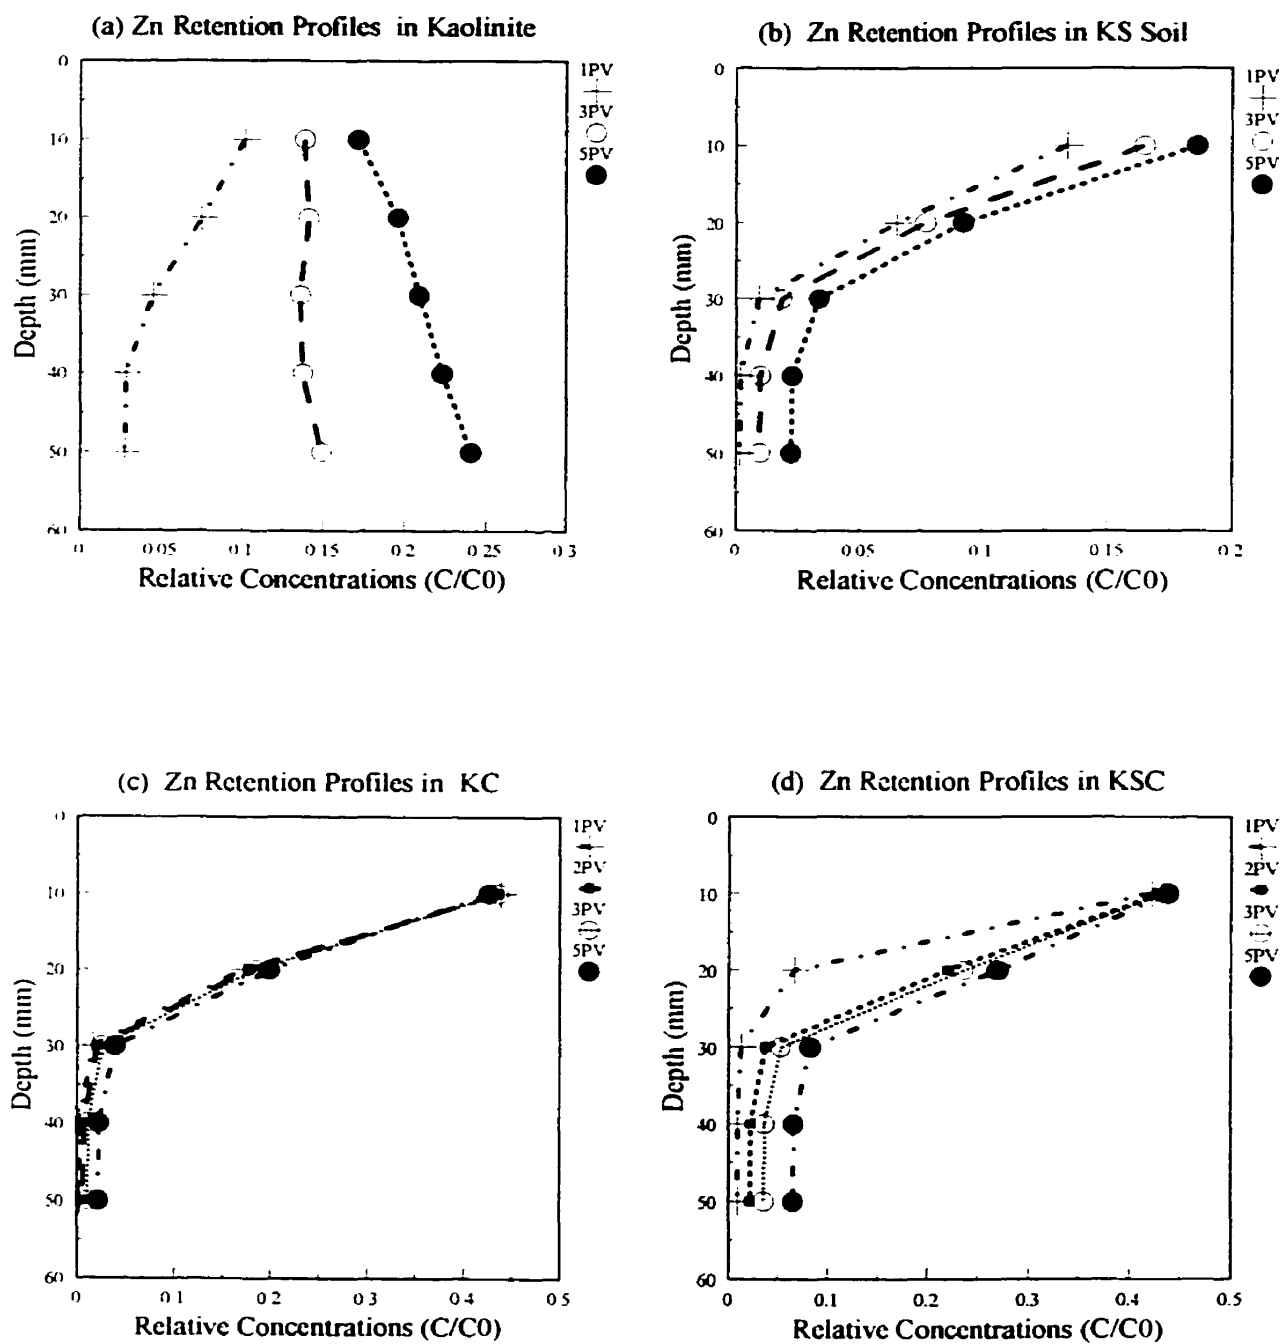 (a) Zn Retention Profiles in Kaolinite
0
10
20
30
40
50
60
Depth (mm)
0 0.05 0.1 0.15 0.2 0.25 0.3
Relative Concentrations (C/C0)
1PV
3PV
5PV
(b) Zn Retention Profiles in KS Soil
0
10
20
30
40
50
60
Depth (mm)
0 0.05 0.1 0.15 0.2
Relative Concentrations (C/C0)
1PV
3PV
5PV
(c) Zn Retention Profiles in KC
0
10
20
30
40
50
60
Depth (mm)
0 0.1 0.2 0.3 0.4 0.5
Relative Concentrations (C/C0)
1PV
2PV
3PV
5PV
(d) Zn Retention Profiles in KSC
0
10
20
30
40
50
60
Depth (mm)
0 0.1 0.2 0.3 0.4 0.5
Relative Concentrations (C/C0)
1PV
2PV
3PV
5PV